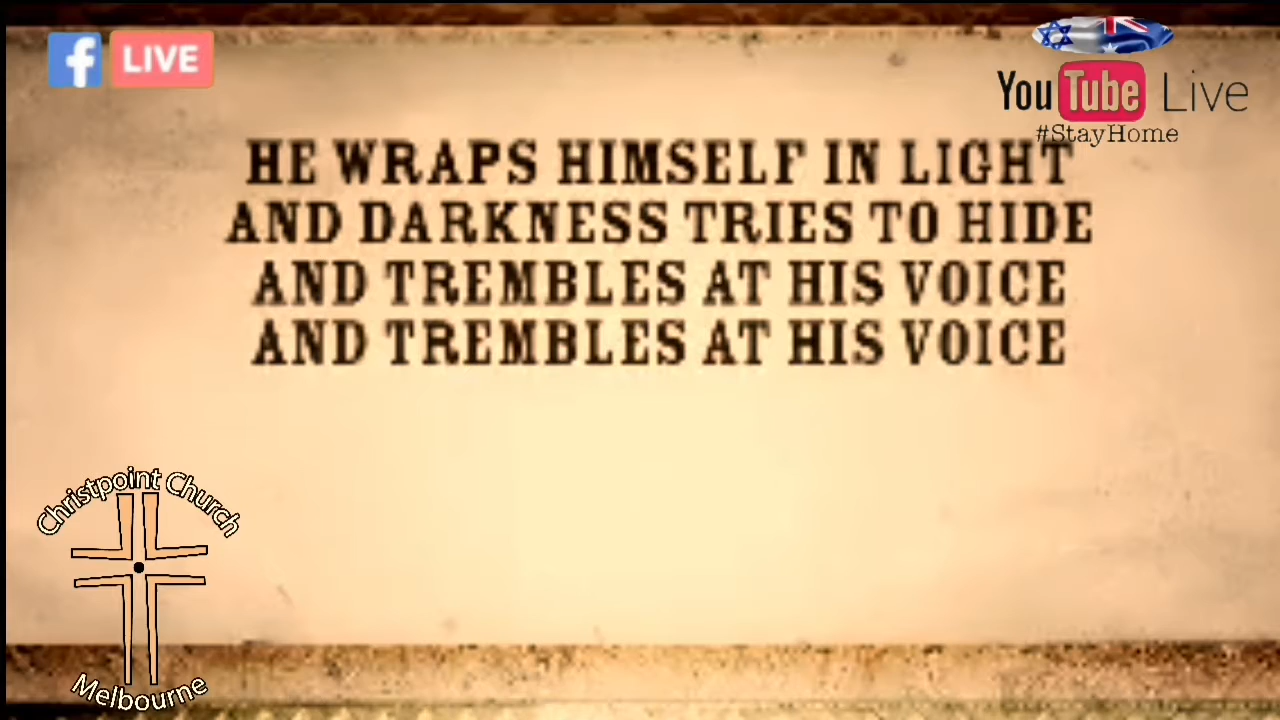 f LIVE
YouTube Live
#StayHome
HE WRAPS HIMSELF IN LIGHT
AND DARKNESS TRIES TO HIDE
AND TREMBLES AT HIS VOICE
AND TREMBLES AT HIS VOICE
Christpoint Church
Melbourne